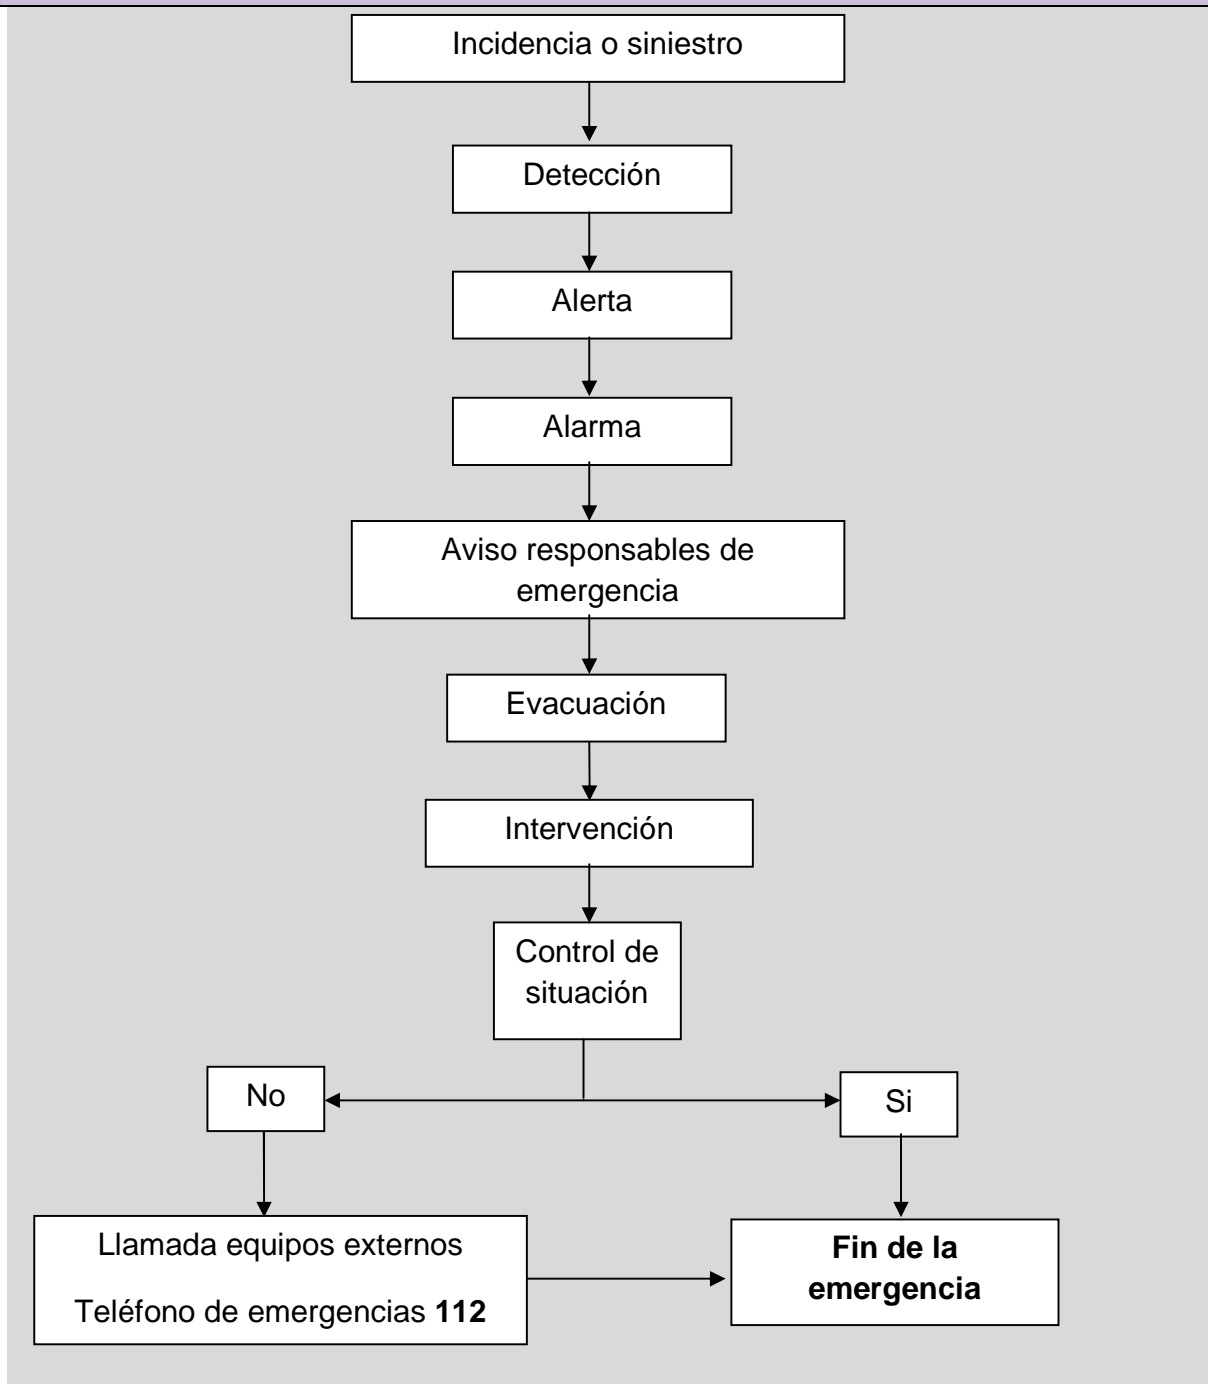 Incidencia o siniestro
Detección
Alerta
Alarma
Aviso responsables de
emergencia
Evacuación
Intervención
Control de
situación
No
Si
Llamada equipos externos
Teléfono de emergencias 112
Fin de la
emergencia